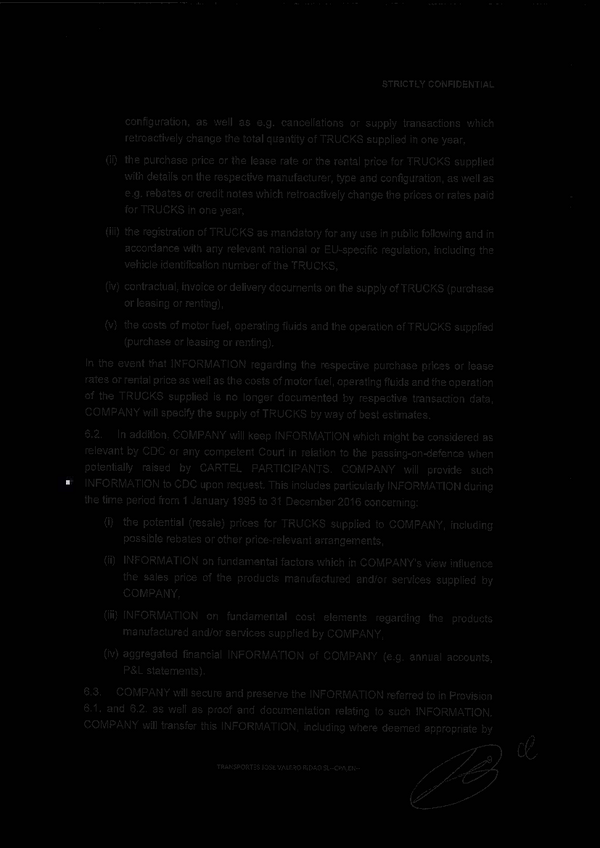 STRICTLY CONFIDENTIAL
configuration, as well as e.g. cancellations or supply transactions which
retroactively change the total quantity of TRUCKS supplied in one year,
(ii) the purchase price or the lease rate or the rental price for TRUCKS supplied
with details on the respective manufacturer, type and configuration, as well as
e.g. rebates or credit notes which retroactively change the prices or rates paid
for TRUCKS in one year,
(iii) the registration of TRUCKS as mandatory for any use in public following and in
accordance with any relevant national or EU-specific regulation, including the
vehicle identification number of the TRUCKS,
(iv) contractual, invoice or delivery documents on the supply of TRUCKS (purchase
or leasing or renting),
(v) the costs of motor fuel, operating fluids and the operation of TRUCKS supplied
(purchase or leasing or renting).
In the event that INFORMATION regarding the respective purchase prices or lease
rates or rental price as well as the costs of motor fuel, operating fluids and the operation
of the TRUCKS supplied is no longer documented by respective transaction data,
COMPANY will specify the supply of TRUCKS by way of best estimates.
6.2. In addition, COMPANY will keep INFORMATION which might be considered as
relevant by CDC or any competent Court in relation to the passing-on-defence when
potentially raised by CARTEL PARTICIPANTS. COMPANY will provide such
INFORMATION to CDC upon request. This includes particularly INFORMATION during
the time period from 1 January 1995 to 31 December 2016 concerning:
(i) the potential (resale) prices for TRUCKS supplied to COMPANY, including
possible rebates or other price-relevant arrangements,
(ii) INFORMATION on fundamental factors which in COMPANY's view influence
the sales price of the products manufactured and/or services supplied by
COMPANY,
(iii) INFORMATION on fundamental cost elements regarding the products
manufactured and/or services supplied by COMPANY,
(iv) aggregated financial INFORMATION of COMPANY (e.g. annual accounts,
P&L statements).
6.3. COMPANY will secure and preserve the INFORMATION referred to in Provision
6.1. and 6.2. as well as proof and documentation relating to such INFORMATION.
COMPANY will transfer this INFORMATION, including where deemed appropriate by